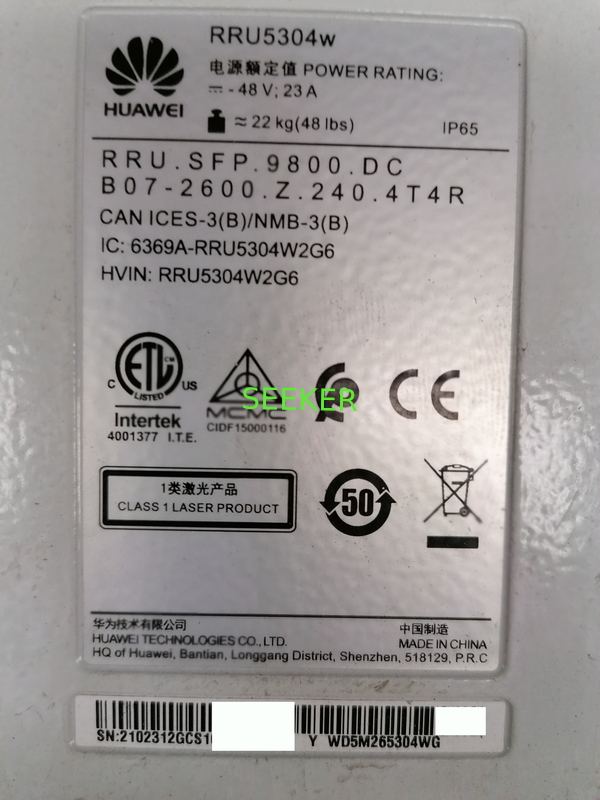 RRU5304w
电源额定值 POWER RATING:
⎓ - 48 V; 23 A
HUAWEI
≈ 22 kg(48 lbs)
IP65
RRU.SFP.9800.DC
B07-2600.Z.240.4T4R
CAN ICES-3(B)/NMB-3(B)
IC: 6369A-RRU5304W2G6
HVIN: RRU5304W2G6
ETL CM
C LISTED US
Intertek
4001377 I.T.E.
MCMC
CIDF15000116
SEEKER
CE
1类激光产品
CLASS 1 LASER PRODUCT
50
华为技术有限公司
中国制造
HUAWEI TECHNOLOGIES CO., LTD.
MADE IN CHINA
HQ of Huawei, Bantian, Longgang District, Shenzhen, 518129, P.R.C
SN:2102312GCS1
Y WD5M265304WG